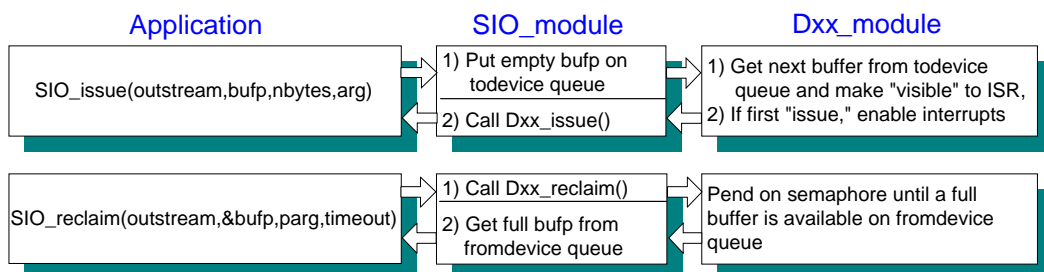 Application
SIO_module
Dxx_module
SIO_issue(outstream,bufp,nbytes,arg)
1) Put empty bufp on
todevice queue
2) Call Dxx_issue()
1) Get next buffer from todevice
queue and make "visible" to ISR,
2) If first "issue," enable interrupts
SIO_reclaim(outstream,&bufp,parg,timeout)
1) Call Dxx_reclaim()
2) Get full bufp from
fromdevice queue
Pend on semaphore until a full
buffer is available on fromdevice
queue